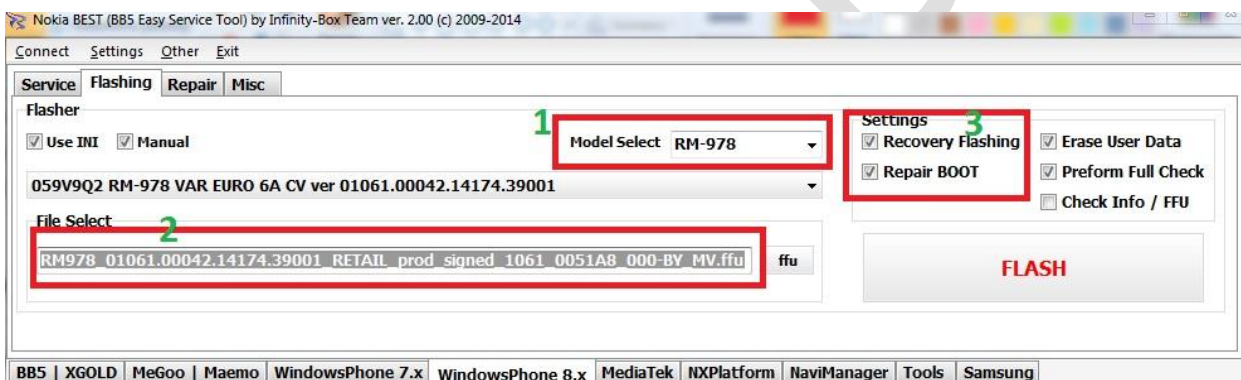 Nokia BEST (BB5 Easy Service Tool) by Infinity-Box Team ver. 2.00 (c) 2009-2014
Connect Settings Other Exit
Service Flashing Repair Misc
Flasher
Use INI Manual
1
Model Select RM-978
059V9Q2 RM-978 VAR EURO 6A CV ver 01061.00042.14174.39001
File Select
2
RM978_01061.00042.14174.39001_RETAIL_prod_signed_1061_0051A8_000-BY_MV.ffu ffu
Settings
3
Recovery Flashing Erase User Data
Repair BOOT Preform Full Check
Check Info / FFU
FLASH
BB5 | XGOLD MeGoo | Maemo WindowsPhone 7.x WindowsPhone 8.x MediaTek NXPlatform NaviManager Tools Samsung